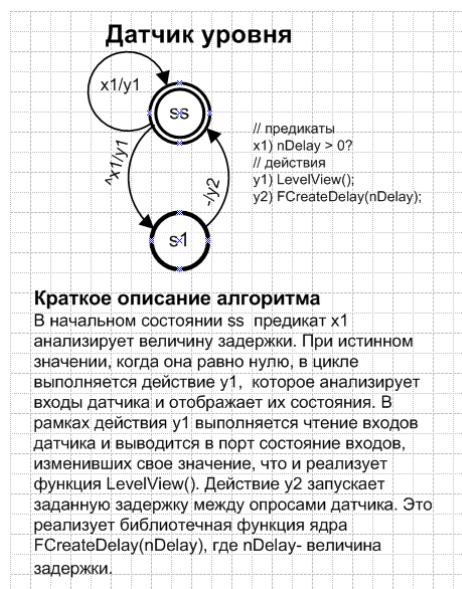 Датчик уровня
x1/y1
ss
^x1/y1
-/y2
s1
// предикаты
x1) nDelay > 0?
// действия
y1) LevelView();
y2) FCreateDelay(nDelay);
Краткое описание алгоритма
В начальном состоянии ss предикат x1
анализирует величину задержки. При истинном
значении, когда она равно нулю, в цикле
выполняется действие y1, которое анализирует
входы датчика и отображает их состояния. В
рамках действия y1 выполняется чтение входов
датчика и выводится в порт состояние входов,
изменивших свое значение, что и реализует
функция LevelView(). Действие y2 запускает
заданную задержку между опросами датчика. Это
реализует библиотечная функция ядра
FCreateDelay(nDelay), где nDelay- величина
задержки.